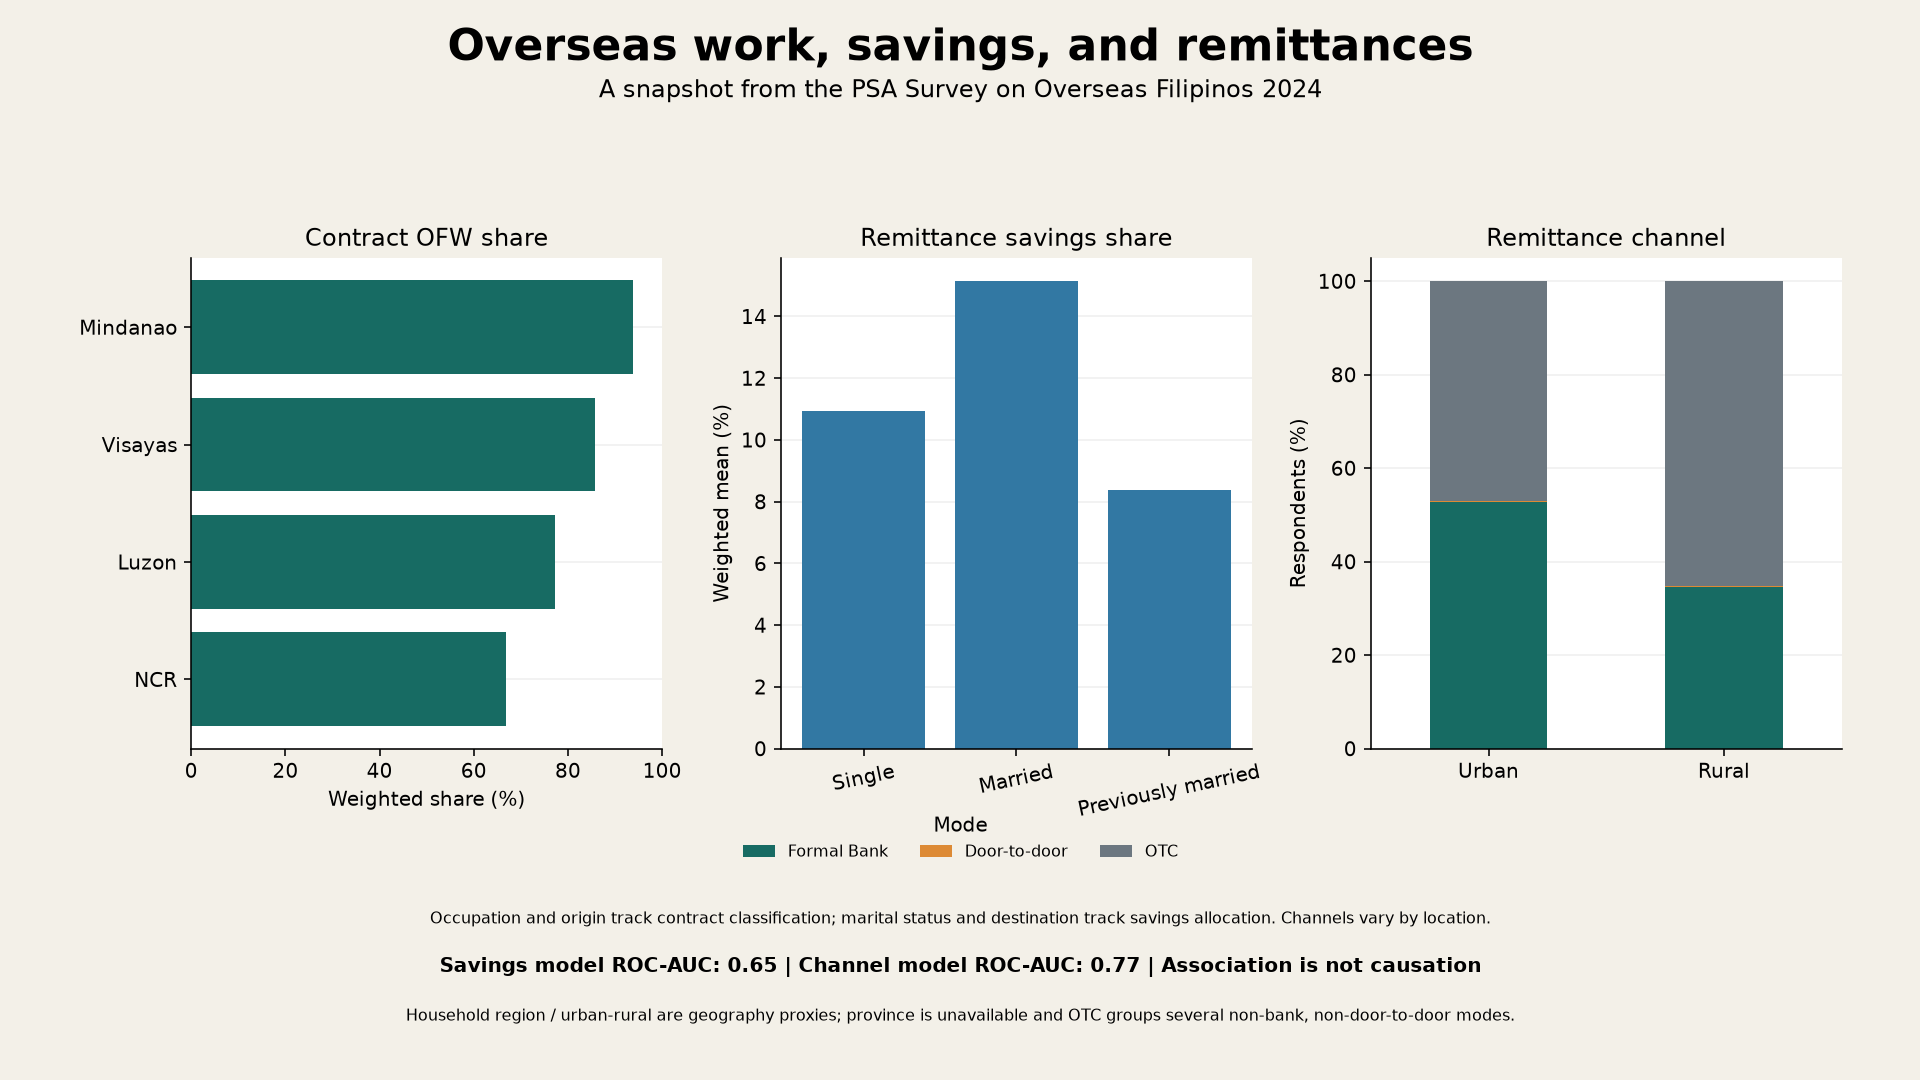 Overseas work, savings, and remittances
A snapshot from the PSA Survey on Overseas Filipinos 2024
Contract OFW share
Mindanao
Visayas
Luzon
NCR
0 20 40 60 80 100
Weighted share (%)
Remittance savings share
Weighted mean (%)
14
12
10
8
6
4
2
0
Single Married Previously married
Remittance channel
Respondents (%)
100
80
60
40
20
0
Urban Rural
Mode
Formal Bank Door-to-door OTC
Occupation and origin track contract classification; marital status and destination track savings allocation. Channels vary by location.
Savings model ROC-AUC: 0.65 | Channel model ROC-AUC: 0.77 | Association is not causation
Household region / urban-rural are geography proxies; province is unavailable and OTC groups several non-bank, non-door-to-door modes.